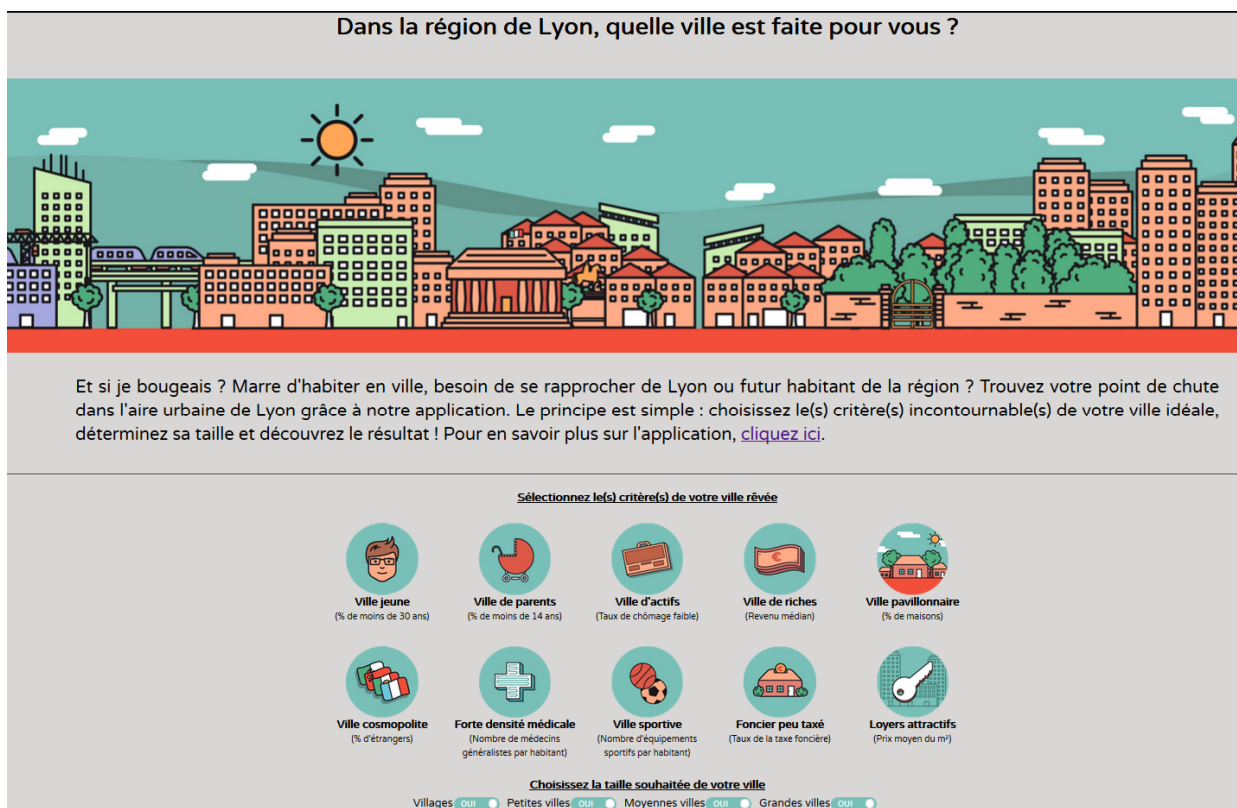 Dans la région de Lyon, quelle ville est faite pour vous ?
Et si je bougeais ? Marre d'habiter en ville, besoin de se rapprocher de Lyon ou futur habitant de la région ? Trouvez votre point de chute
dans l'aire urbaine de Lyon grâce à notre application. Le principe est simple : choisissez le(s) critère(s) incontournable(s) de votre ville idéale,
déterminez sa taille et découvrez le résultat ! Pour en savoir plus sur l'application, cliquez ici.
Sélectionnez le(s) critère(s) de votre ville rêvée
Ville jeune
(% de moins de 30 ans)
Ville de parents
(% de moins de 14 ans)
Ville d'actifs
(Taux de chômage faible)
Ville de riches
(Revenu médian)
Ville pavillonnaire
(% de maisons)
Ville cosmopolite
(% d'étrangers)
Forte densité médicale
(Nombre de médecins
généralistes par habitant)
Ville sportive
(Nombre d'équipements
sportifs par habitant)
Foncier peu taxé
(Taux de la taxe foncière)
Loyers attractifs
(Prix moyen du m²)
Choisissez la taille souhaitée de votre ville
Villages OUI Petites villes OUI Moyennes villes OUI Grandes villes OUI